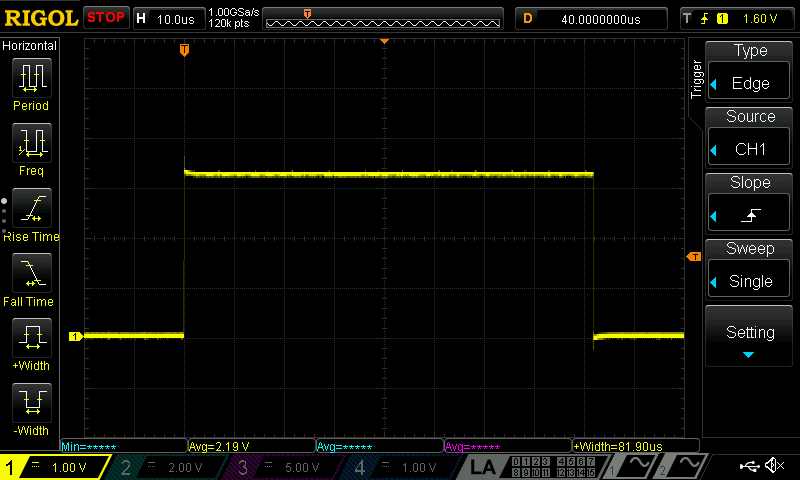 RIGOL STOP H 10.0us 1.00GSa/s D 40.0000000us T 1 1.60 V
120k pts
T
Horizontal
Period
Freq
Rise Time
Fall Time
+Width
-Width
T
1
T
Trigger
Type
Edge
Source
CH1
Slope
Sweep
Single
Setting
Min=***** Avg=2.19 V Avg=***** Avg=***** +Width=81.90us
1 1.00 V 2 2.00 V 3 5.00 V 4 1.00 V LA 0 1 2 3 4 5 6 7 1 2
8 9 10 11 12 13 14 15